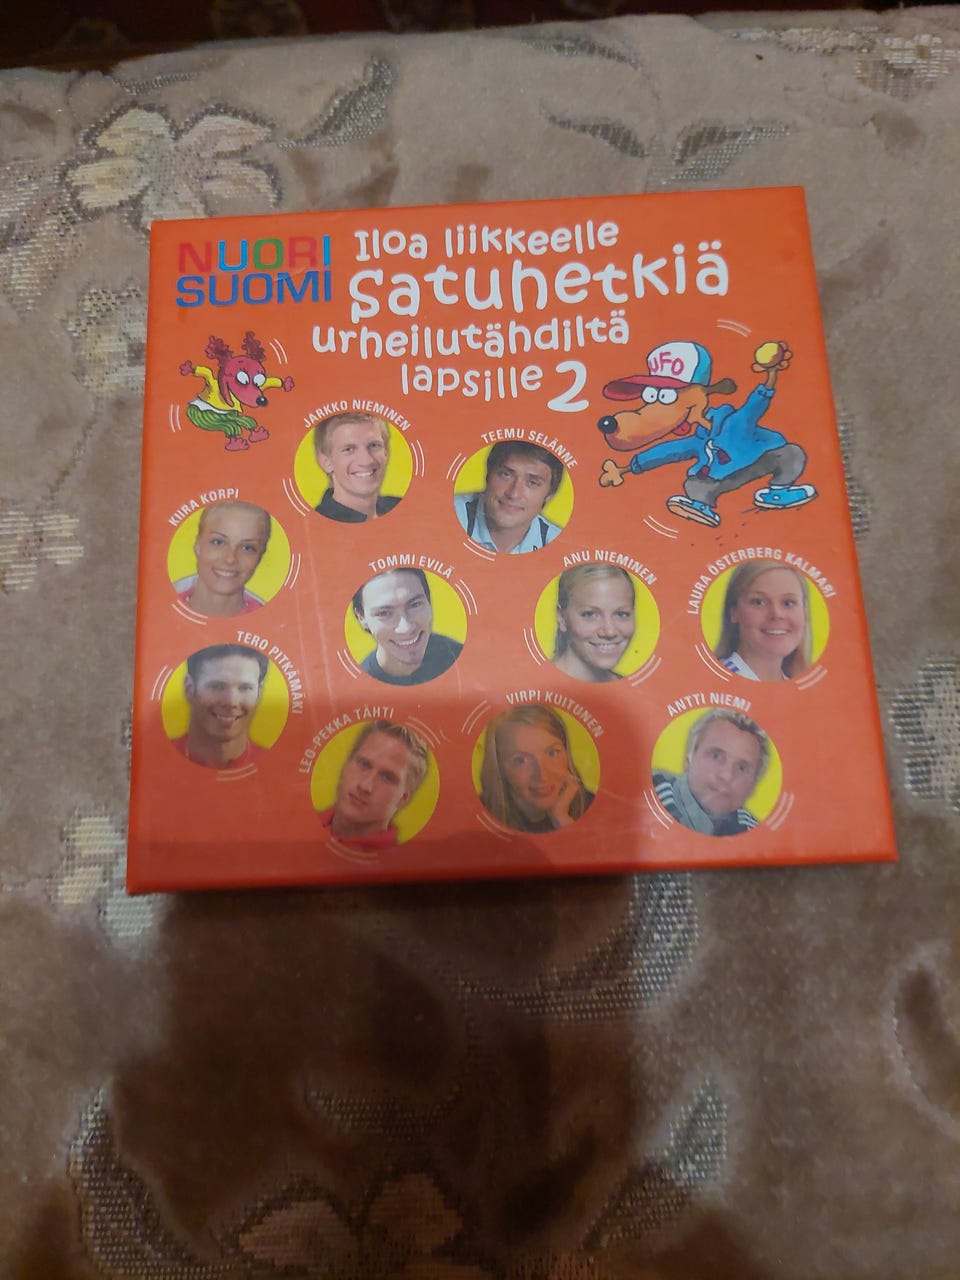 NUORI
SUOMI
Iloa liikkeelle
Satuhetkiä
urheilutähdiltä
lapsille 2
UFO
JARKKO NIEMINEN
TEEMU SELÄNNE
KIIRA KORPI
TOMMI EVILÄ
ANU NIEMINEN
LAURA ÖSTERBERG KALMARI
TERO PITKÄMÄKI
LEO-PEKKA TÄHTI
VIRPI KUITUNEN
ANTTI NIEMI